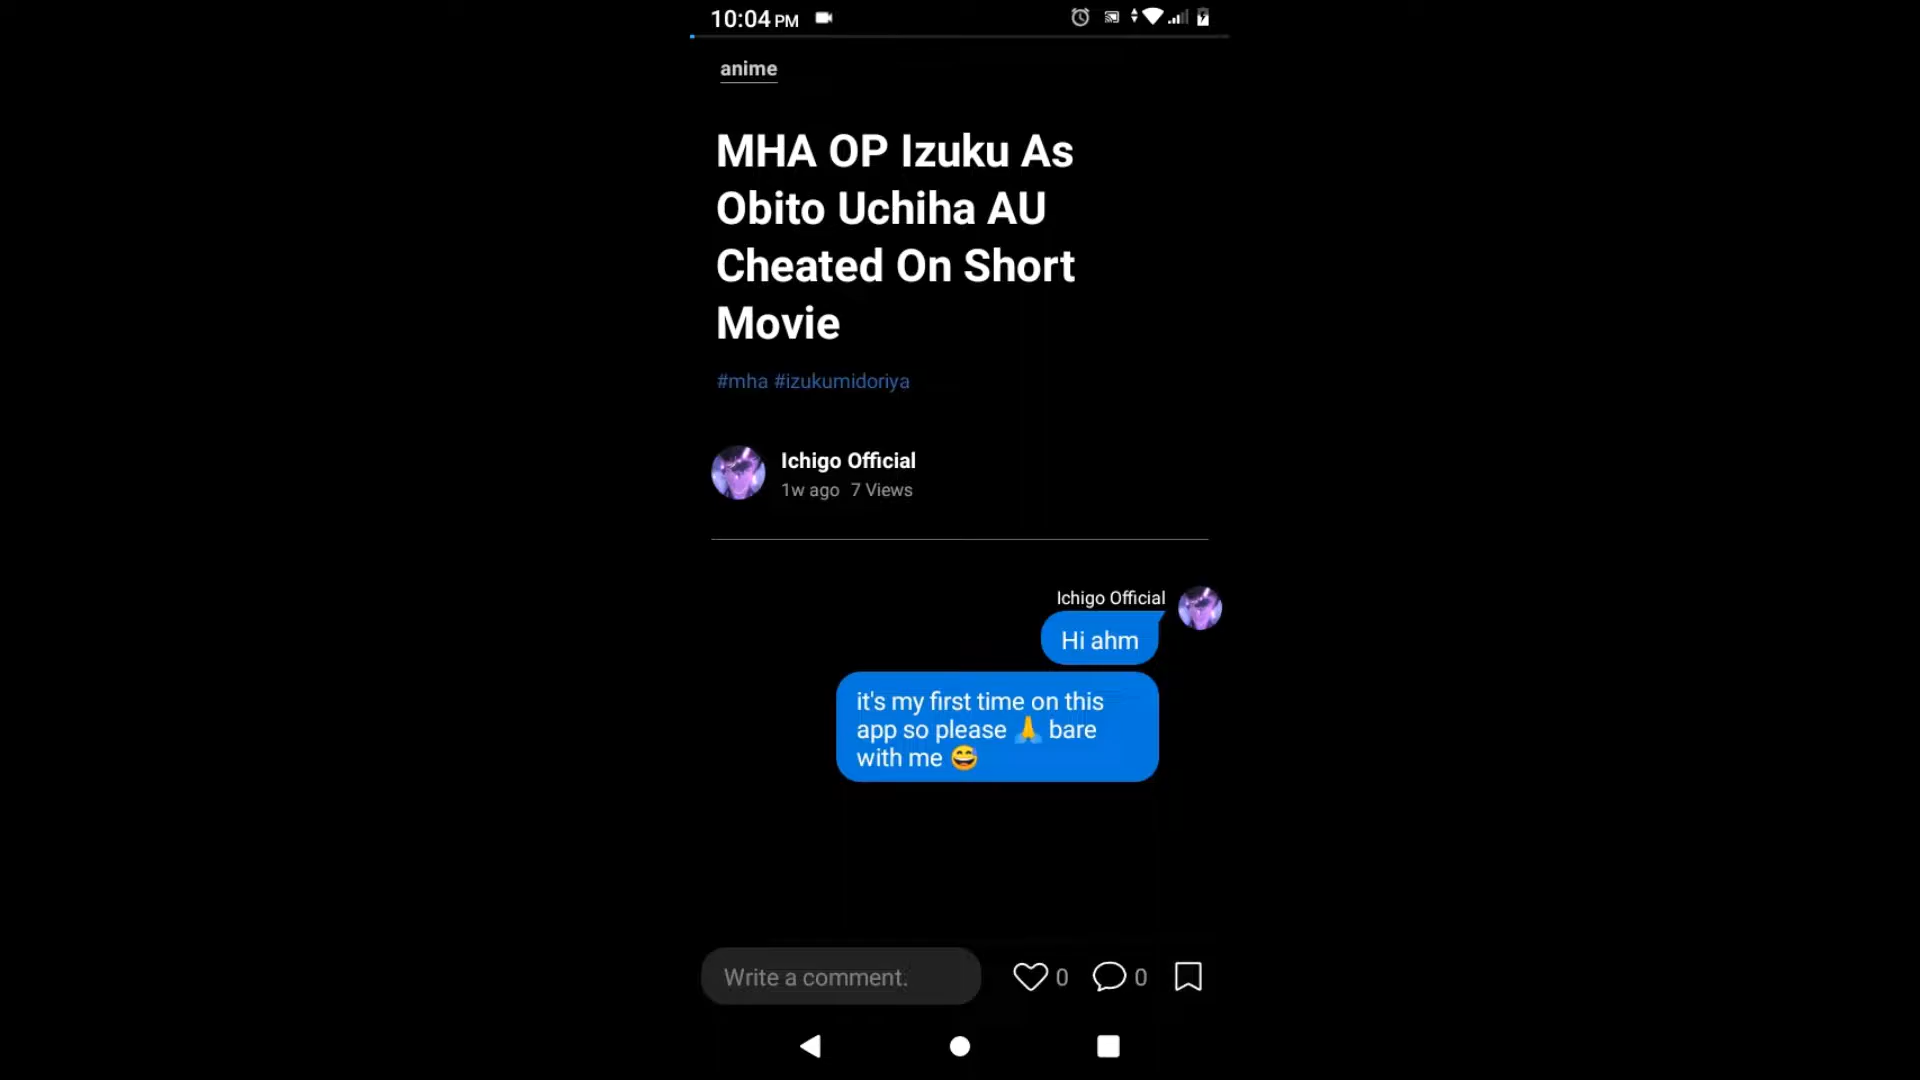 10:04 PM
anime
MHA OP Izuku As
Obito Uchiha AU
Cheated On Short
Movie
#mha #izukumidoriya
Ichigo Official
1w ago 7 Views
Ichigo Official
Hi ahm
it's my first time on this
app so please 🙏 bare
with me 😅
Write a comment.
0
0